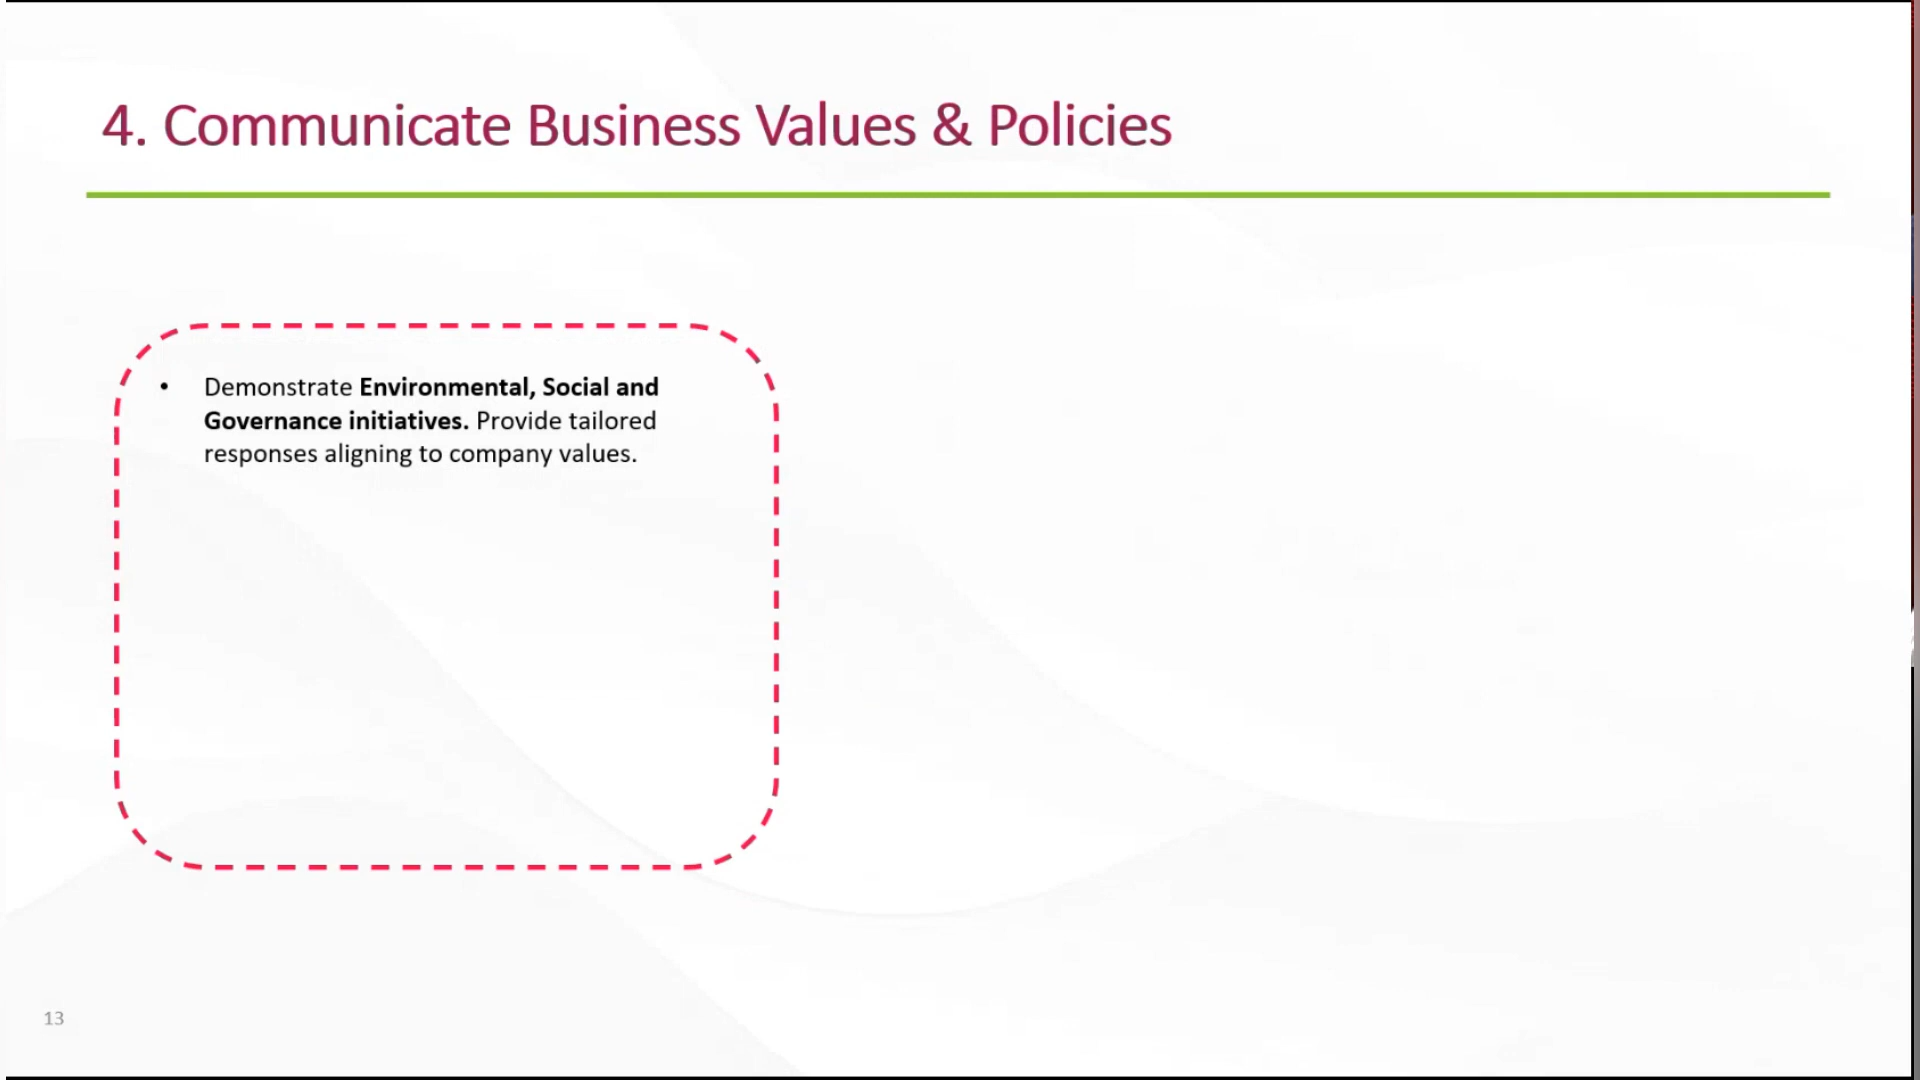 4. Communicate Business Values & Policies
• Demonstrate Environmental, Social and
Governance initiatives. Provide tailored
responses aligning to company values.
13